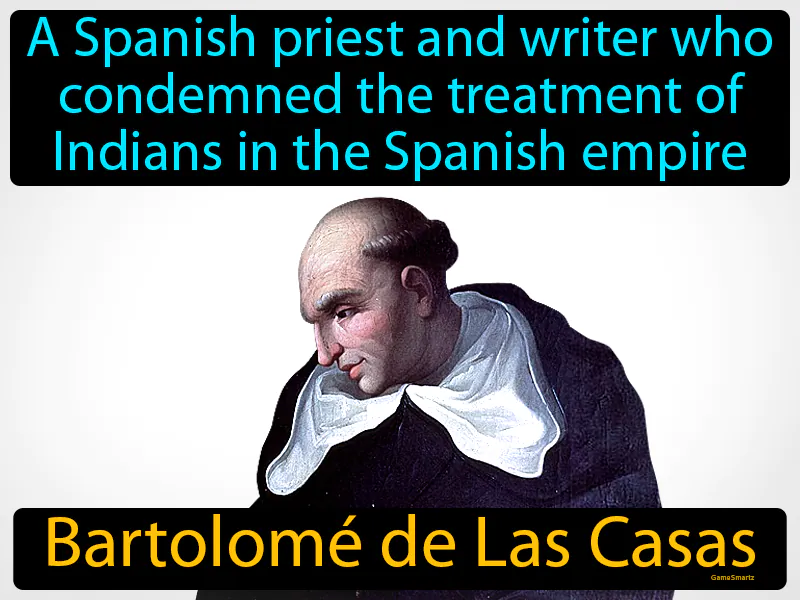 A Spanish priest and writer who
condemned the treatment of
Indians in the Spanish empire
Bartolomé de Las Casas
GameSmartz